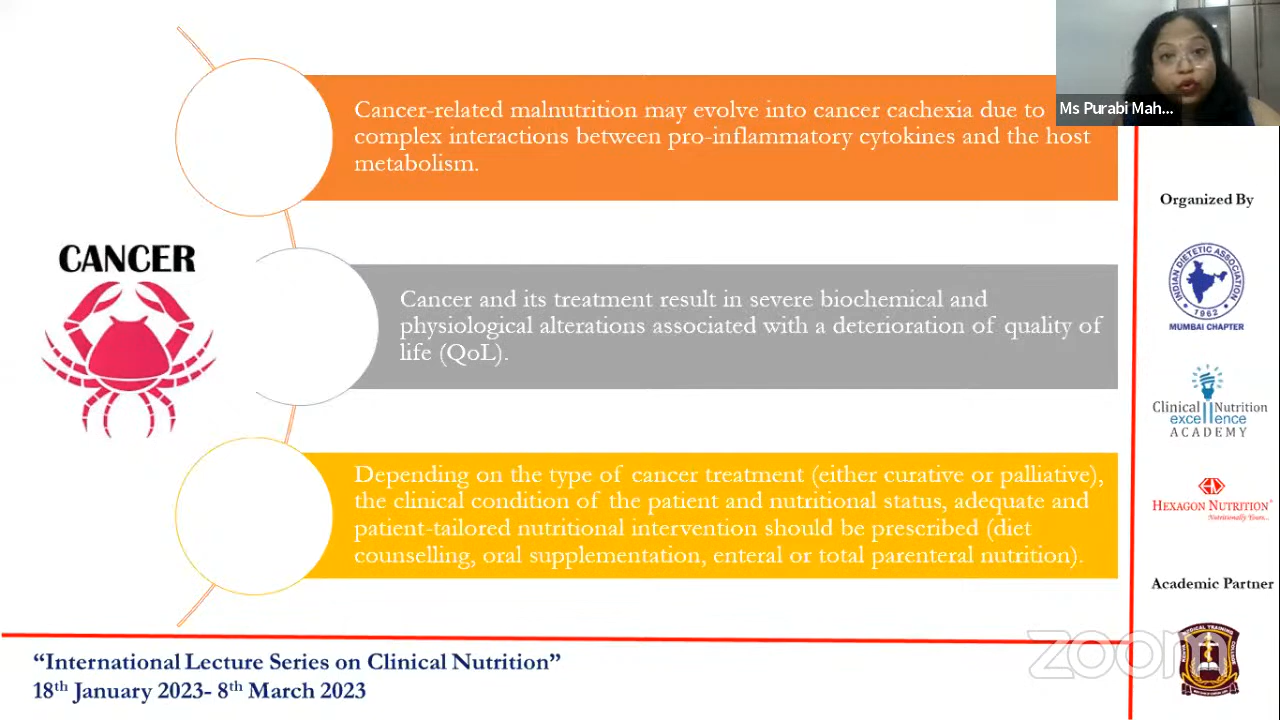 Cancer-related malnutrition may evolve into cancer cachexia due to
complex interactions between pro-inflammatory cytokines and the host
metabolism.
Ms Purabi Mah...
CANCER
Cancer and its treatment result in severe biochemical and
physiological alterations associated with a deterioration of quality of
life (QoL).
Depending on the type of cancer treatment (either curative or palliative),
the clinical condition of the patient and nutritional status, adequate and
patient-tailored nutritional intervention should be prescribed (diet
counselling, oral supplementation, enteral or total parenteral nutrition).
Organized By
INDIAN DIETETIC ASSOCIATION
1962
MUMBAI CHAPTER
Clinical Nutrition
excellence
ACADEMY
HEXAGON NUTRITION®
Nutritionally Yours...
Academic Partner
MEDICAL TRAINING
zoom
“International Lecture Series on Clinical Nutrition”
18th January 2023- 8th March 2023